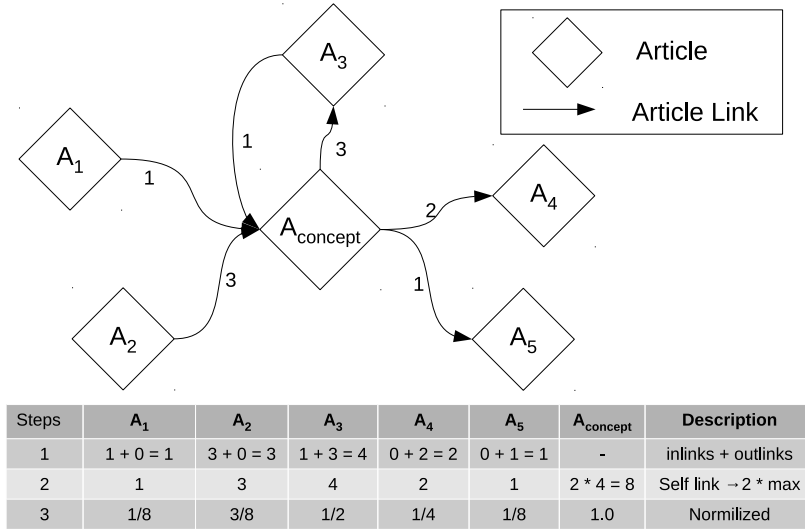 A3
Article
Article Link
A1
1
1
3
A4
2
Aconcept
3
1
A2
A5
Steps A1 A2 A3 A4 A5 Aconcept Description
1 1 + 0 = 1 3 + 0 = 3 1 + 3 = 4 0 + 2 = 2 0 + 1 = 1 - inlinks + outlinks
2 1 3 4 2 1 2 * 4 = 8 Self link →2 * max
3 1/8 3/8 1/2 1/4 1/8 1.0 Normilized